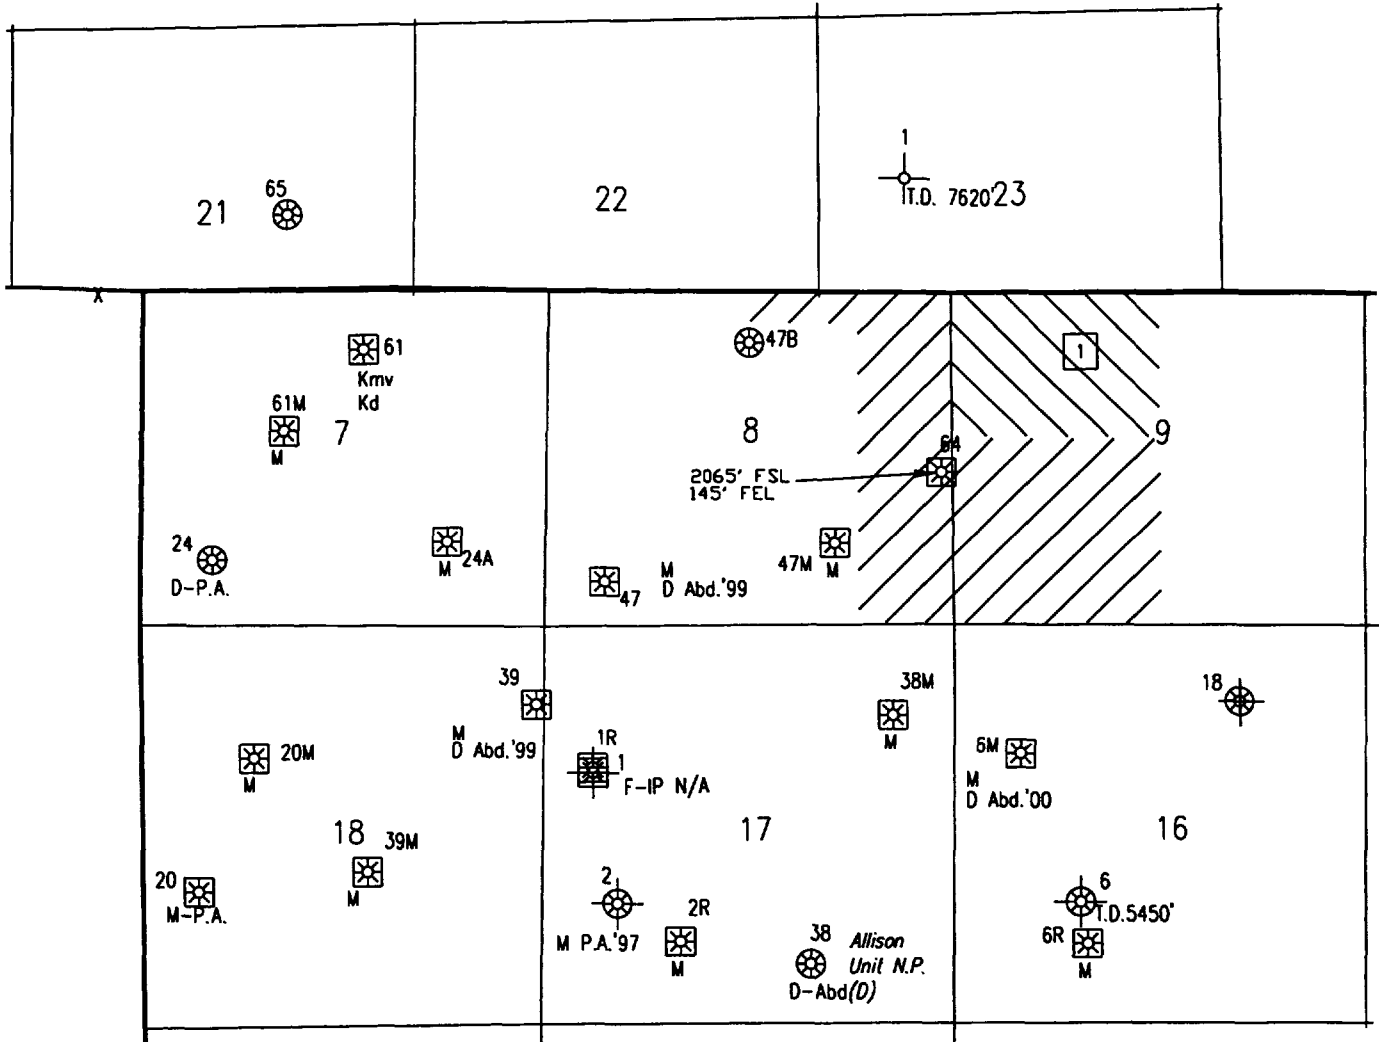 1
T.D. 7620' 23
65
21
22
X
61
Kmv
Kd
61M
7
M
47B
1
8
9
64
2065' FSL
145' FEL
24
D-P.A.
M 24A
47
M
D Abd.'99
47M
M
39
M
D Abd.'99
20M
M
1R
1
F-IP N/A
38M
M
18
6M
M
D Abd.'00
18
39M
M
17
16
20
M-P.A.
2
M P.A.'97
2R
M
38
Allison
Unit N.P.
D-Abd(D)
6
T.D.5450'
6R
M